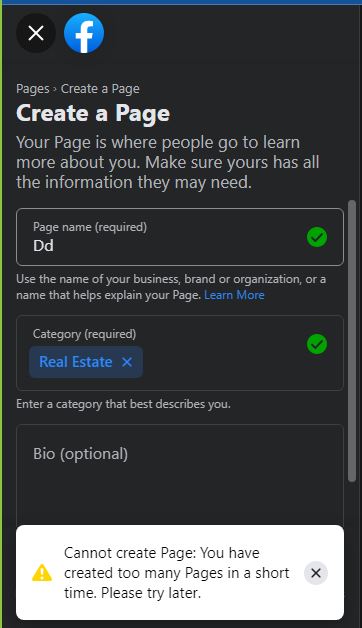 Pages › Create a Page
Create a Page
Your Page is where people go to learn
more about you. Make sure yours has all
the information they may need.
Page name (required)
Dd
Use the name of your business, brand or organization, or a
name that helps explain your Page. Learn More
Category (required)
Real Estate
Enter a category that best describes you.
Bio (optional)
Cannot create Page: You have
created too many Pages in a short
time. Please try later.